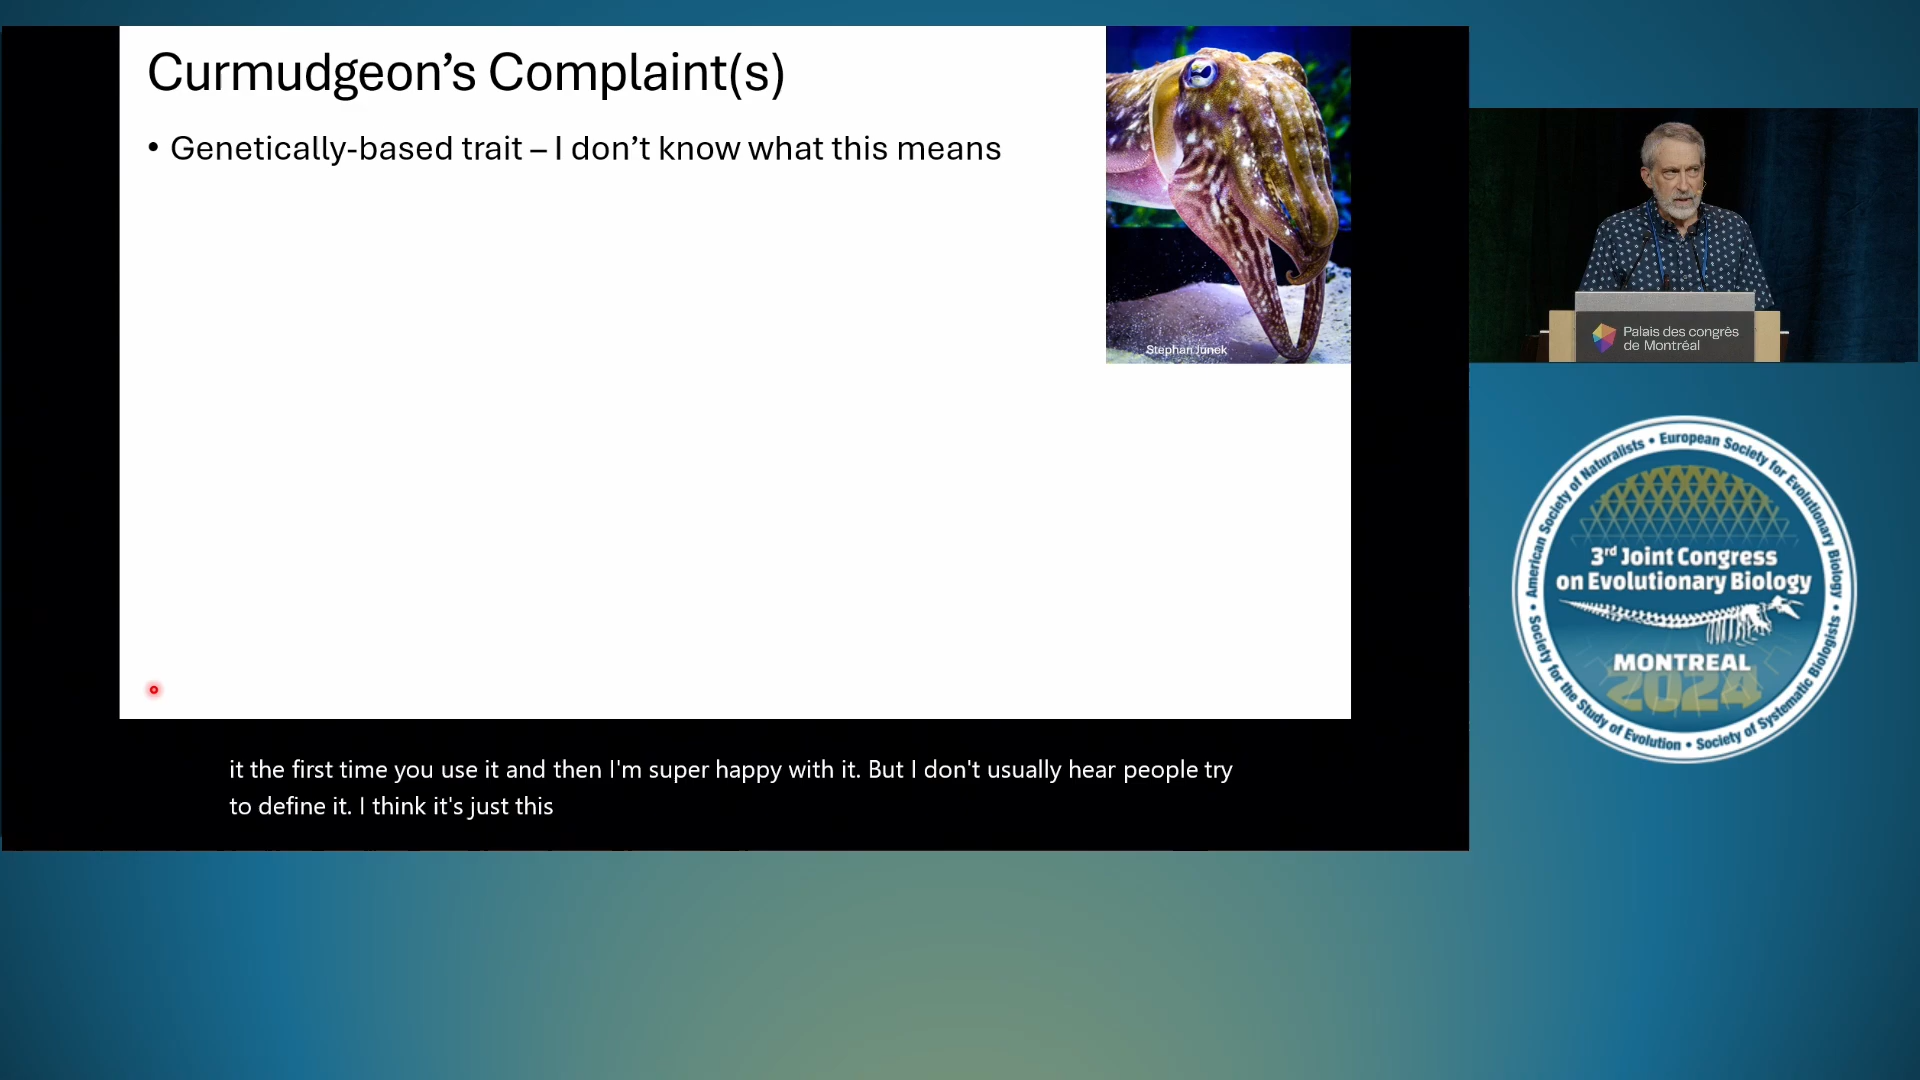 Curmudgeon’s Complaint(s)
• Genetically-based trait – I don’t know what this means
Stephan Junek
it the first time you use it and then I'm super happy with it. But I don't usually hear people try
to define it. I think it's just this
Palais des congrès
de Montréal
American Society of Naturalists • European Society for Evolutionary Biology • Society of Systematic Biologists • Society for the Study of Evolution •
3rd Joint Congress
on Evolutionary Biology
MONTREAL
2024